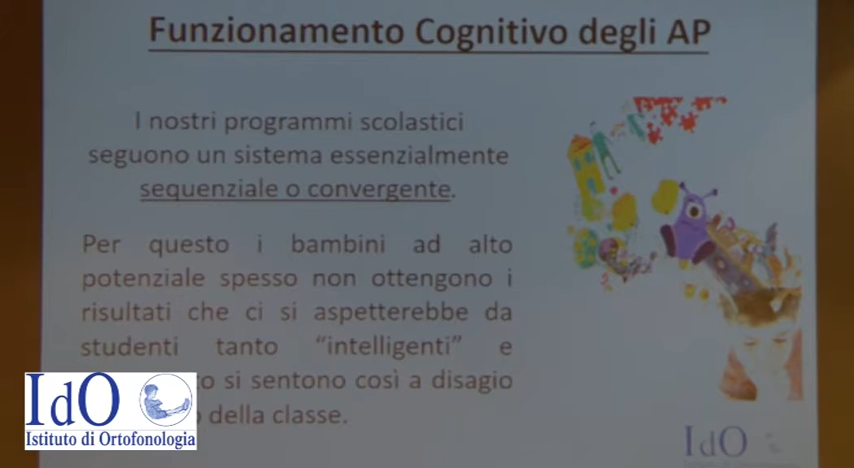 Funzionamento Cognitivo degli AP
I nostri programmi scolastici
seguono un sistema essenzialmente
sequenziale o convergente.
Per questo i bambini ad alto
potenziale spesso non ottengono i
risultati che ci si aspetterebbe da
studenti tanto “intelligenti” e
si sentono così a disagio
della classe.
IdO
Istituto di Ortofonologia
IdO